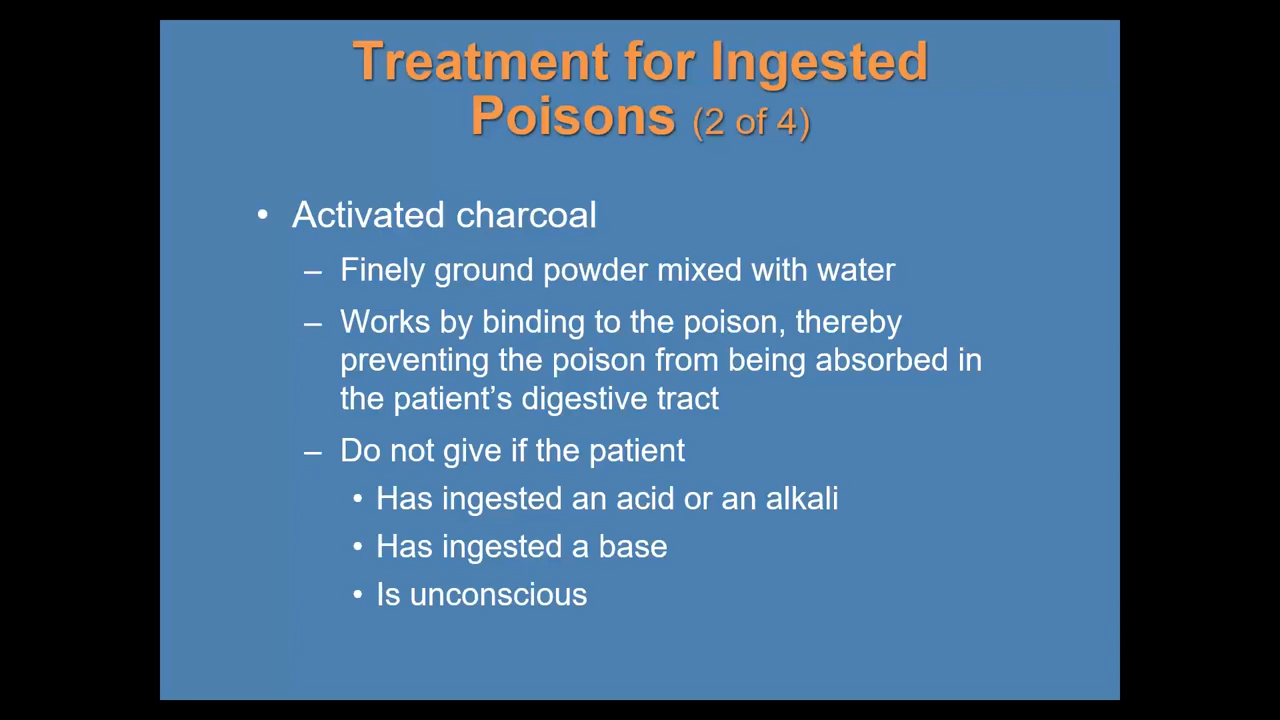 Treatment for Ingested
Poisons (2 of 4)
• Activated charcoal
– Finely ground powder mixed with water
– Works by binding to the poison, thereby
preventing the poison from being absorbed in
the patient’s digestive tract
– Do not give if the patient
• Has ingested an acid or an alkali
• Has ingested a base
• Is unconscious